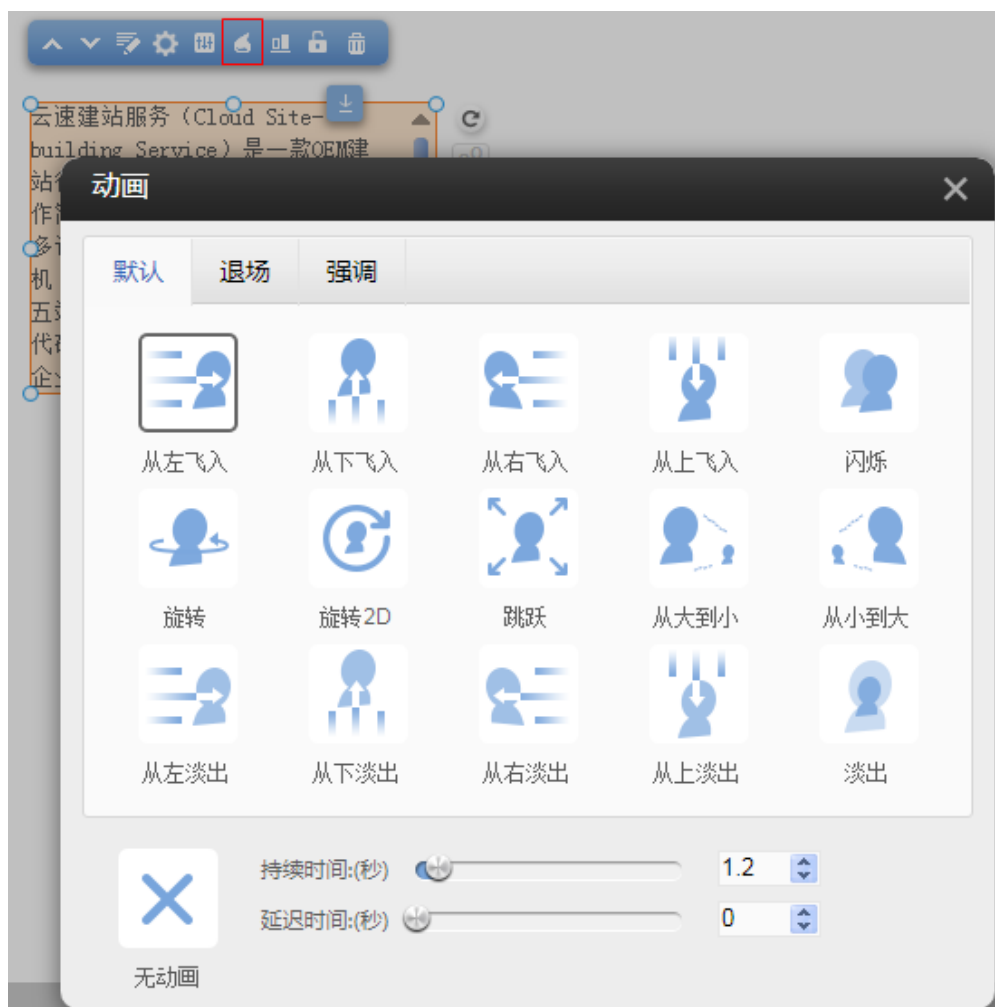 云速建站服务（Cloud Site-
building Service）是一款OEM建
站
作
多
机
五
代
企
动画
默认 退场 强调
从左飞入 从下飞入 从右飞入 从上飞入 闪烁
旋转 旋转2D 跳跃 从大到小 从小到大
从左淡出 从下淡出 从右淡出 从上淡出 淡出
持续时间:(秒) 1.2
延迟时间:(秒) 0
无动画